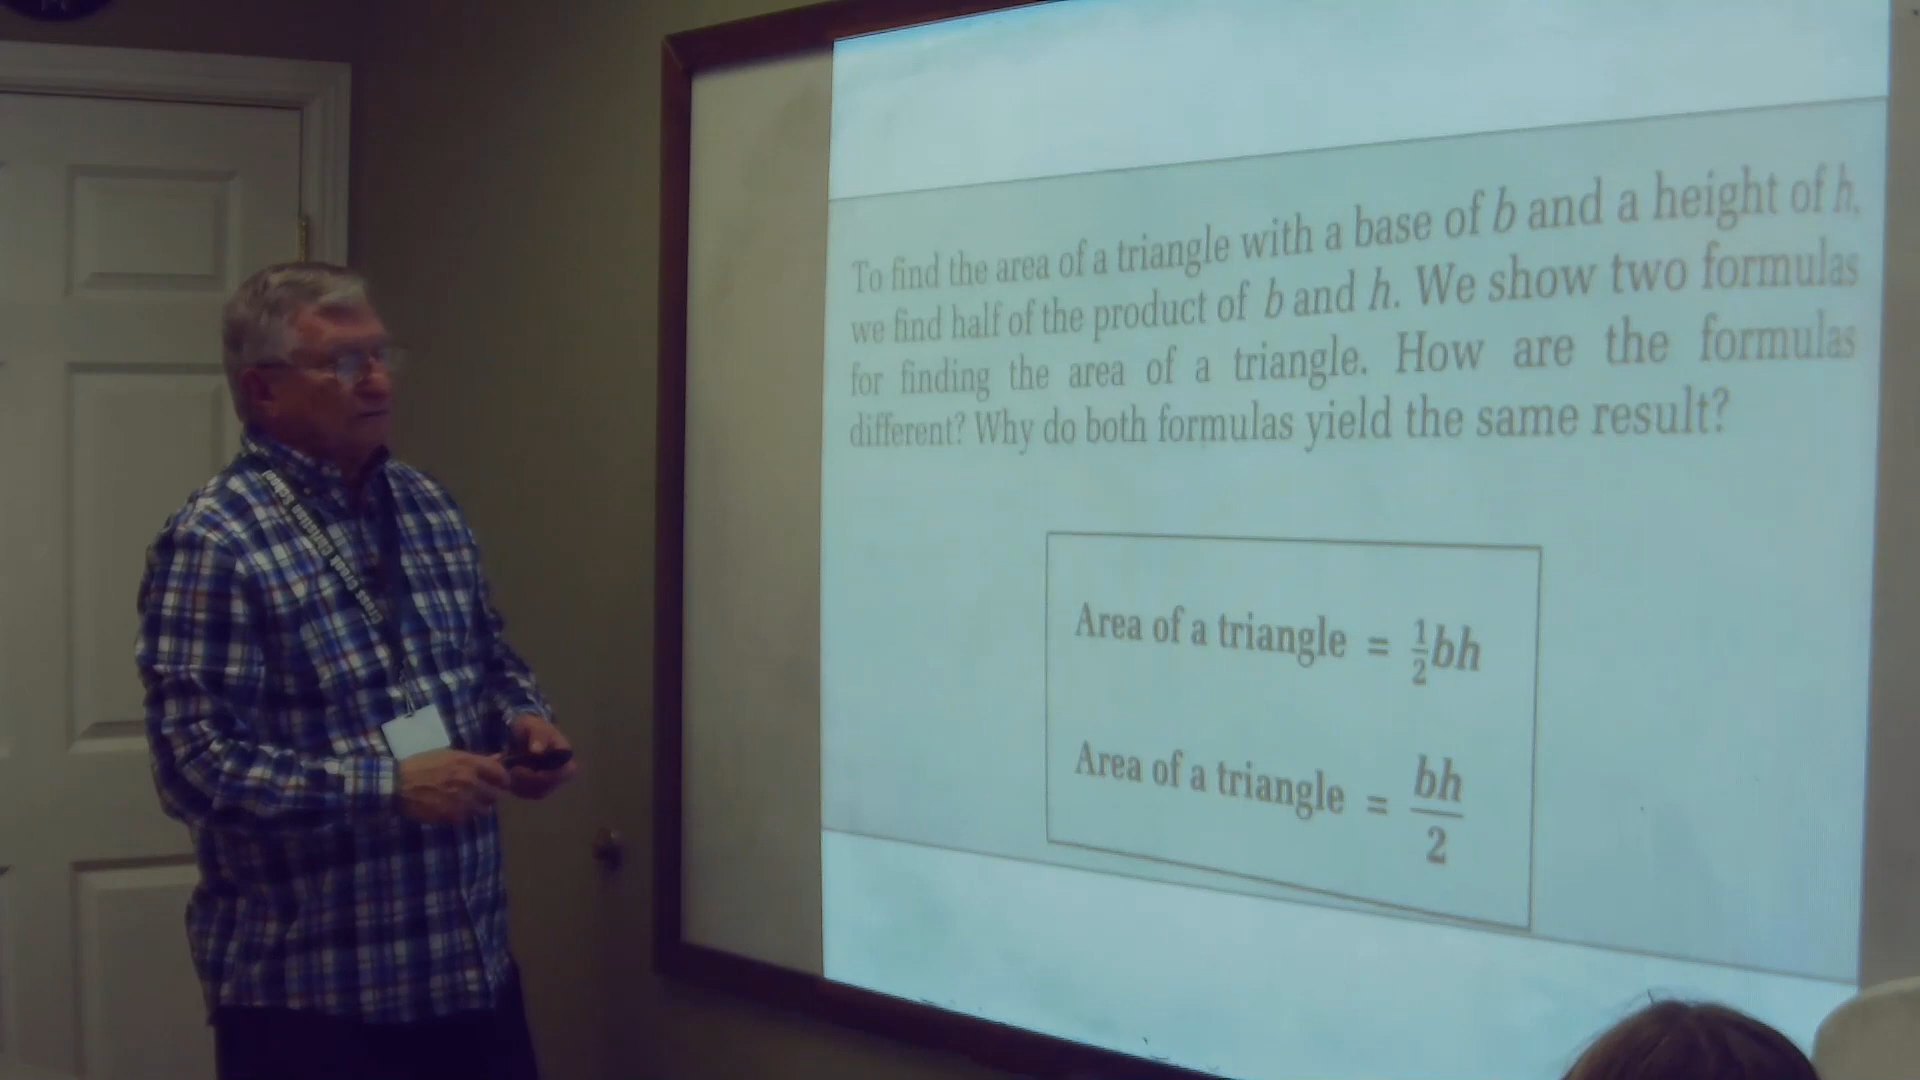 To find the area of a triangle with a base of b and a height of h,
we find half of the product of b and h. We show two formulas
for finding the area of a triangle. How are the formulas
different? Why do both formulas yield the same result?
Area of a triangle = ½bh
Area of a triangle = bh/2
Christian School